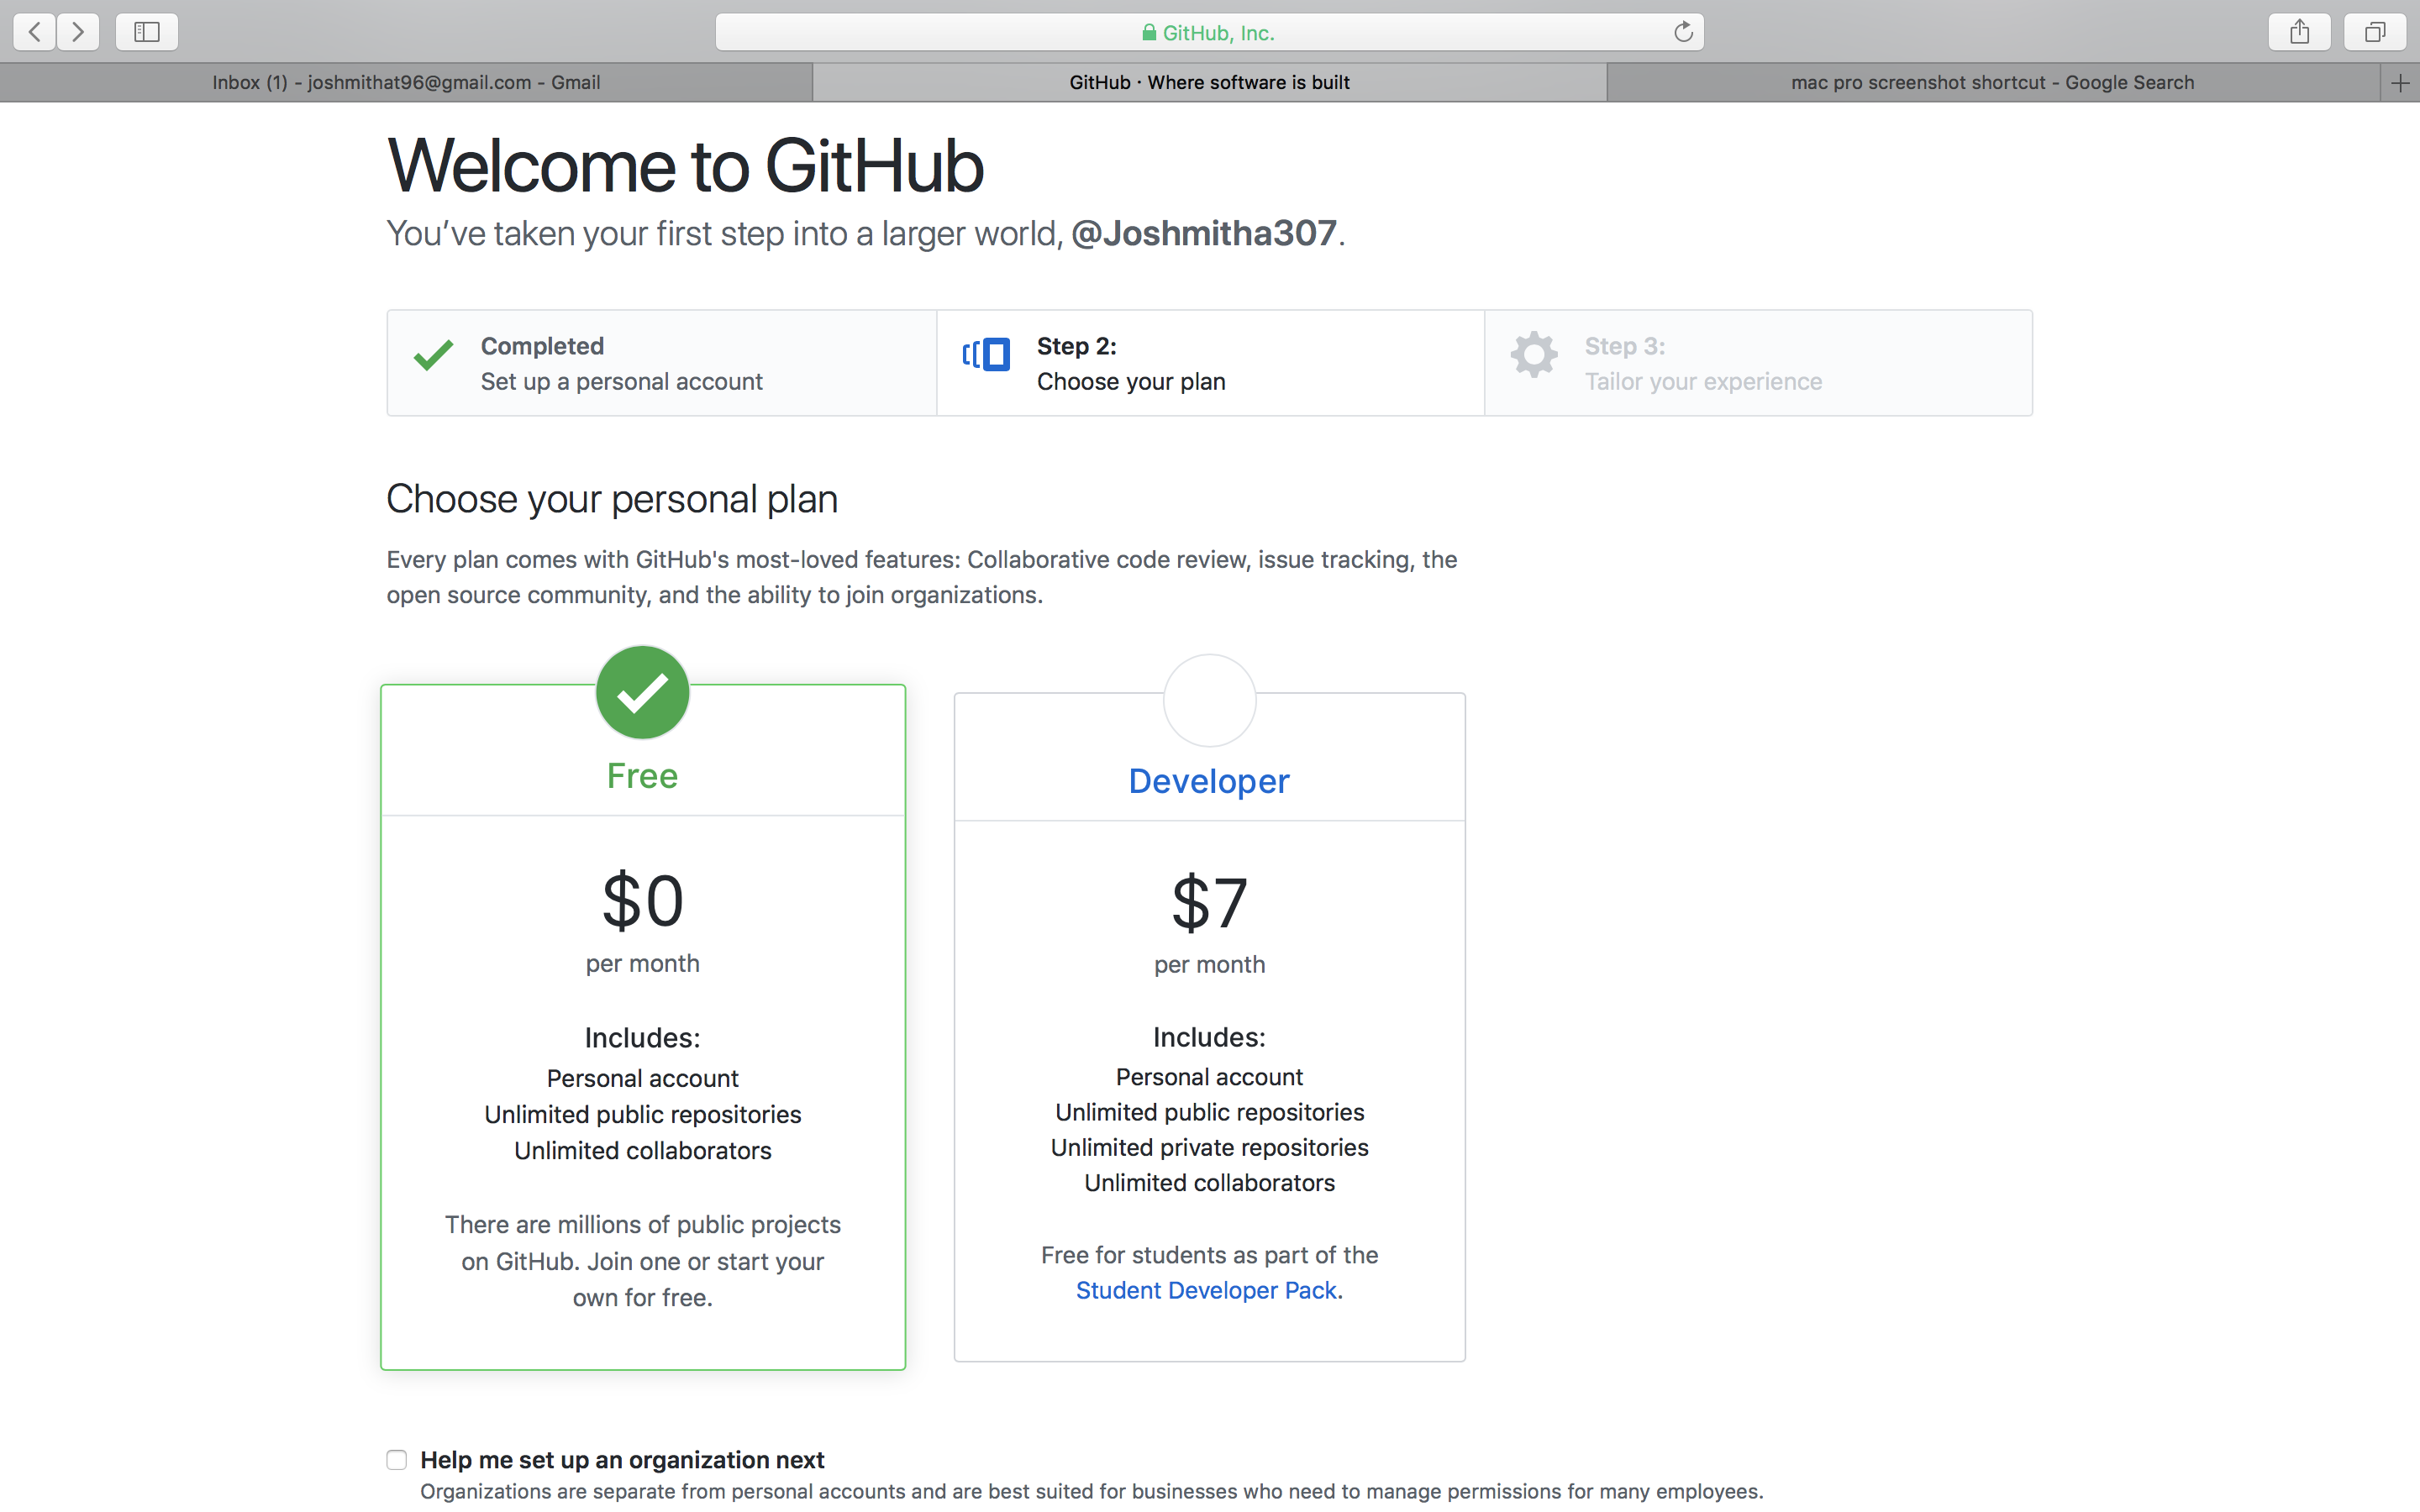 GitHub, Inc.
Inbox (1) - joshmithat96@gmail.com - Gmail
GitHub · Where software is built
mac pro screenshot shortcut - Google Search
Welcome to GitHub
You’ve taken your first step into a larger world, @Joshmitha307.
Completed
Set up a personal account
Step 2:
Choose your plan
Step 3:
Tailor your experience
Choose your personal plan
Every plan comes with GitHub's most-loved features: Collaborative code review, issue tracking, the
open source community, and the ability to join organizations.
Free
$0
per month
Includes:
Personal account
Unlimited public repositories
Unlimited collaborators
There are millions of public projects
on GitHub. Join one or start your
own for free.
Developer
$7
per month
Includes:
Personal account
Unlimited public repositories
Unlimited private repositories
Unlimited collaborators
Free for students as part of the
Student Developer Pack.
Help me set up an organization next
Organizations are separate from personal accounts and are best suited for businesses who need to manage permissions for many employees.